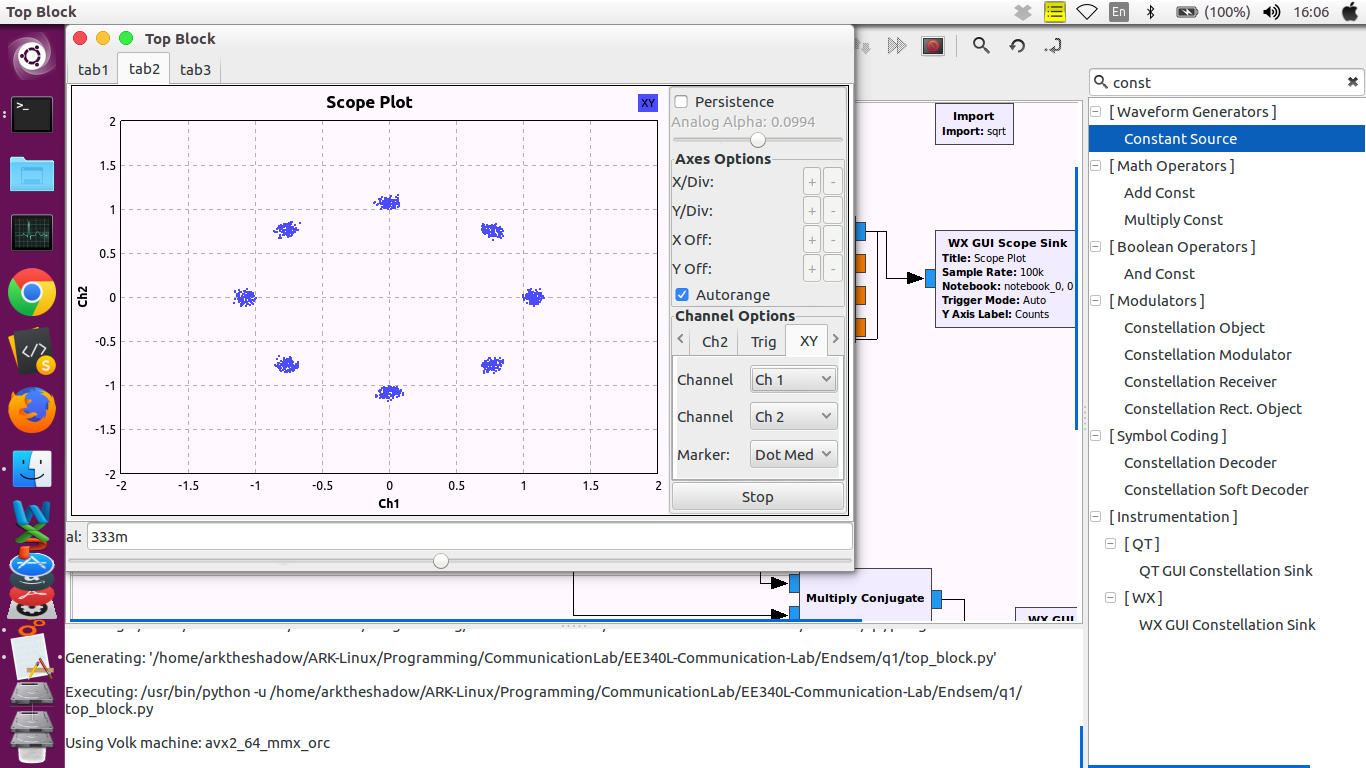 Top Block
En
(100%)
16:06
Top Block
tab1 tab2 tab3
Scope Plot
XY
2
1.5
1
0.5
0
-0.5
-1
-1.5
-2
Ch2
-2 -1.5 -1 -0.5 0 0.5 1 1.5 2
Ch1
Persistence
Analog Alpha: 0.0994
Axes Options
X/Div: + -
Y/Div: + -
X Off: + -
Y Off: + -
Autorange
Channel Options
Ch2 Trig XY
Channel Ch 1
Channel Ch 2
Marker: Dot Med
Stop
al: 333m
Import
Import: sqrt
WX GUI Scope Sink
Title: Scope Plot
Sample Rate: 100k
Notebook: notebook_0, 0
Trigger Mode: Auto
Y Axis Label: Counts
Multiply Conjugate
WX GUI
Generating: '/home/arktheshadow/ARK-Linux/Programming/CommunicationLab/EE340L-Communication-Lab/Endsem/q1/top_block.py'
Executing: /usr/bin/python -u /home/arktheshadow/ARK-Linux/Programming/CommunicationLab/EE340L-Communication-Lab/Endsem/q1/
top_block.py
Using Volk machine: avx2_64_mmx_orc
const
[ Waveform Generators ]
Constant Source
[ Math Operators ]
Add Const
Multiply Const
[ Boolean Operators ]
And Const
[ Modulators ]
Constellation Object
Constellation Modulator
Constellation Receiver
Constellation Rect. Object
[ Symbol Coding ]
Constellation Decoder
Constellation Soft Decoder
[ Instrumentation ]
[ QT ]
QT GUI Constellation Sink
[ WX ]
WX GUI Constellation Sink